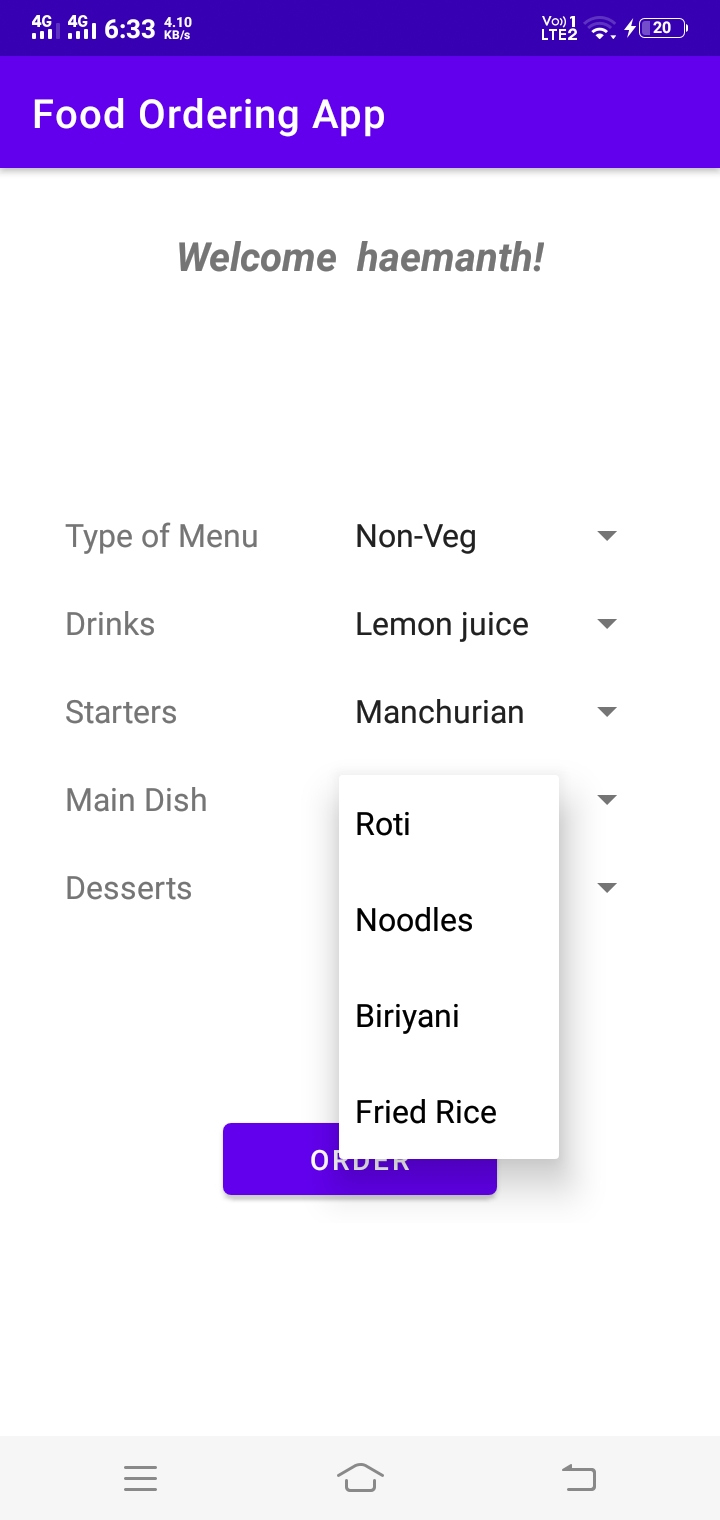 4G 4G 6:33 4.10 KB/s Vo)) 1 LTE2 20
Food Ordering App
Welcome haemanth!
Type of Menu Non-Veg
Drinks Lemon juice
Starters Manchurian
Main Dish
Roti
Desserts
Noodles
Biriyani
Fried Rice
ORDER